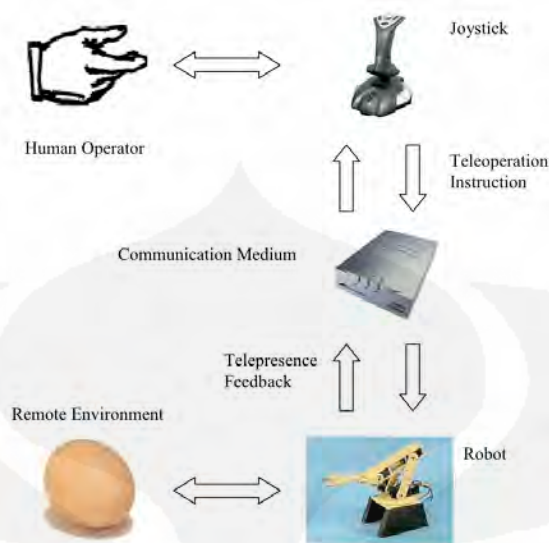 Joystick
Human Operator
Teleoperation
Instruction
Communication Medium
Telepresence
Feedback
Remote Environment
Robot